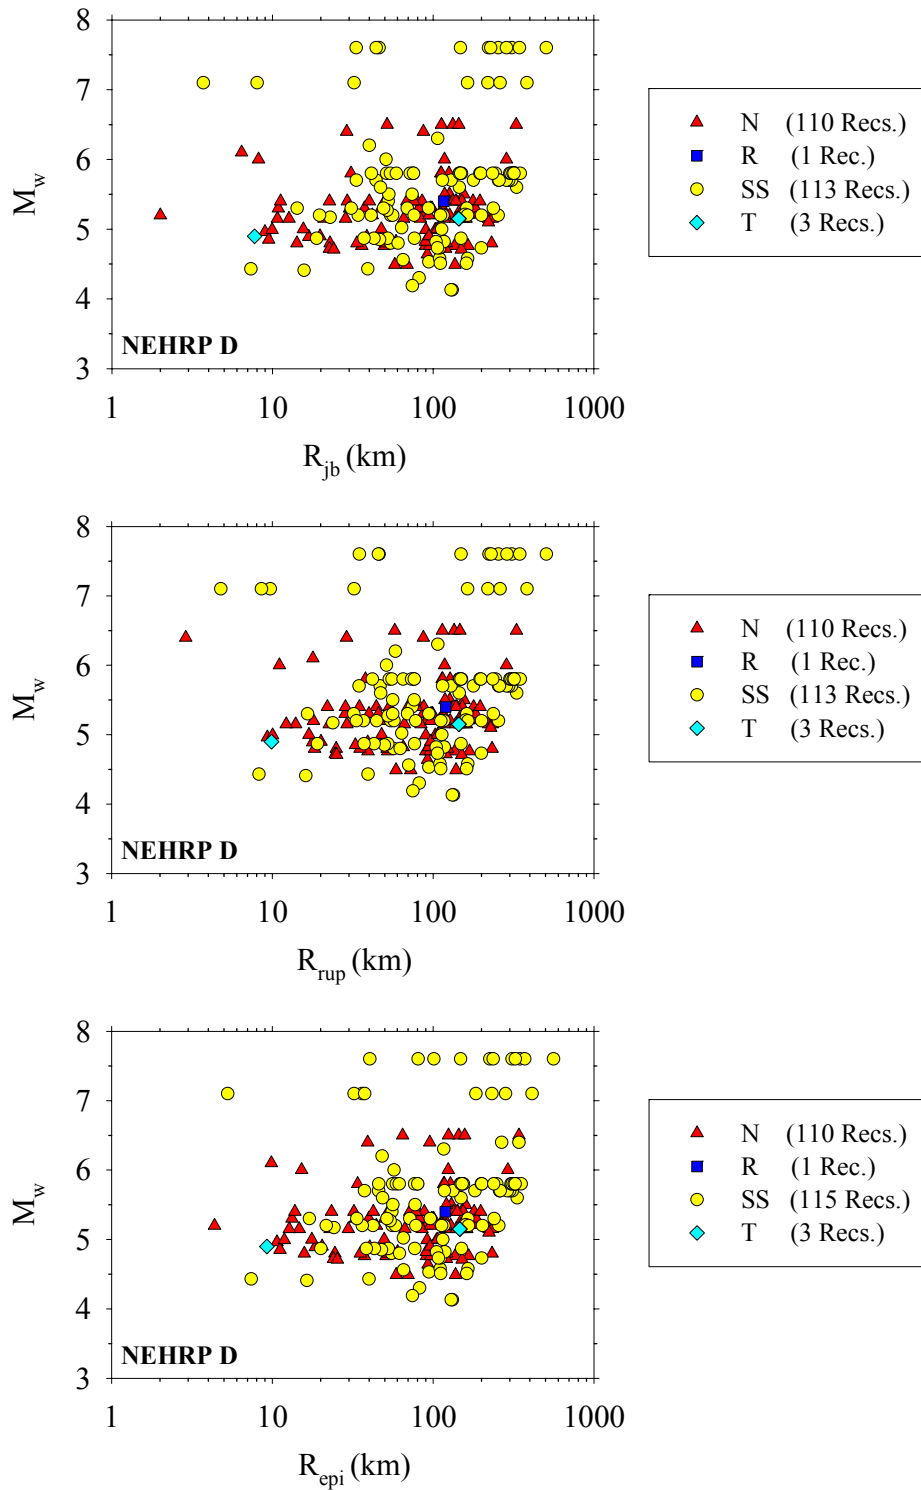 8
7
6
5
4
3
M_w
NEHRP D
1 10 100 1000
R_jb (km)
N (110 Recs.)
R (1 Rec.)
SS (113 Recs.)
T (3 Recs.)
8
7
6
5
4
3
M_w
NEHRP D
1 10 100 1000
R_rup (km)
N (110 Recs.)
R (1 Rec.)
SS (113 Recs.)
T (3 Recs.)
8
7
6
5
4
3
M_w
NEHRP D
1 10 100 1000
R_epi (km)
N (110 Recs.)
R (1 Rec.)
SS (115 Recs.)
T (3 Recs.)